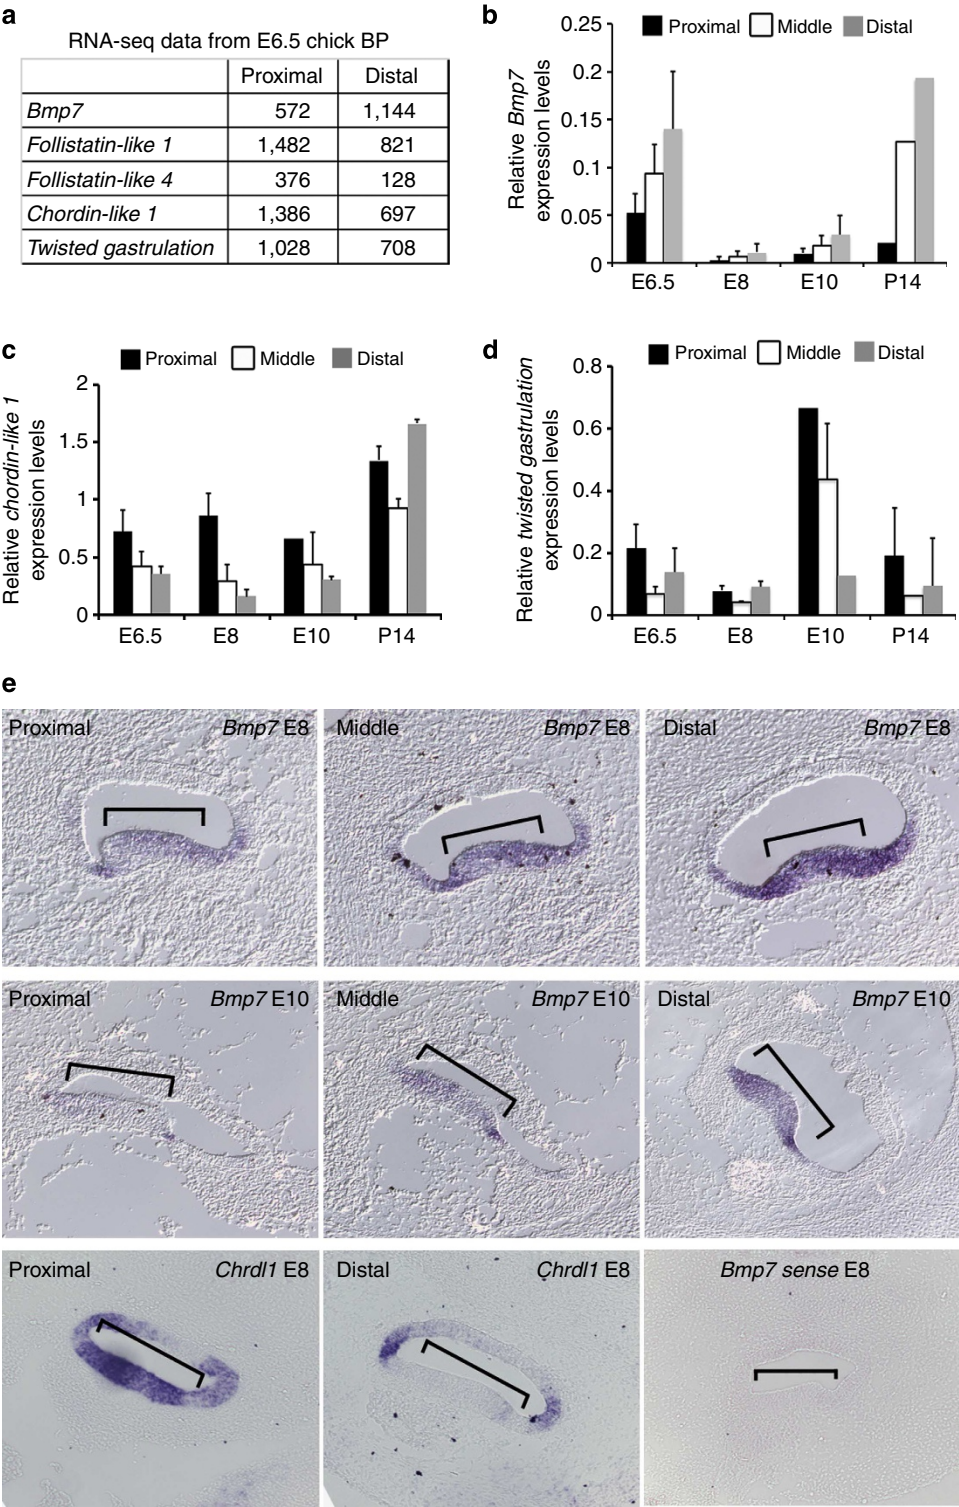 a
RNA-seq data from E6.5 chick BP
Proximal Distal
Bmp7 572 1,144
Follistatin-like 1 1,482 821
Follistatin-like 4 376 128
Chordin-like 1 1,386 697
Twisted gastrulation 1,028 708
b
Proximal Middle Distal
Relative Bmp7
expression levels
0.25
0.2
0.15
0.1
0.05
0
E6.5 E8 E10 P14
c
Proximal Middle Distal
Relative chordin-like 1
expression levels
2
1.5
1
0.5
0
E6.5 E8 E10 P14
d
Proximal Middle Distal
Relative twisted gastrulation
expression levels
0.8
0.6
0.4
0.2
0
E6.5 E8 E10 P14
e
Proximal Bmp7 E8
Middle Bmp7 E8
Distal Bmp7 E8
Proximal Bmp7 E10
Middle Bmp7 E10
Distal Bmp7 E10
Proximal Chrdl1 E8
Distal Chrdl1 E8
Bmp7 sense E8